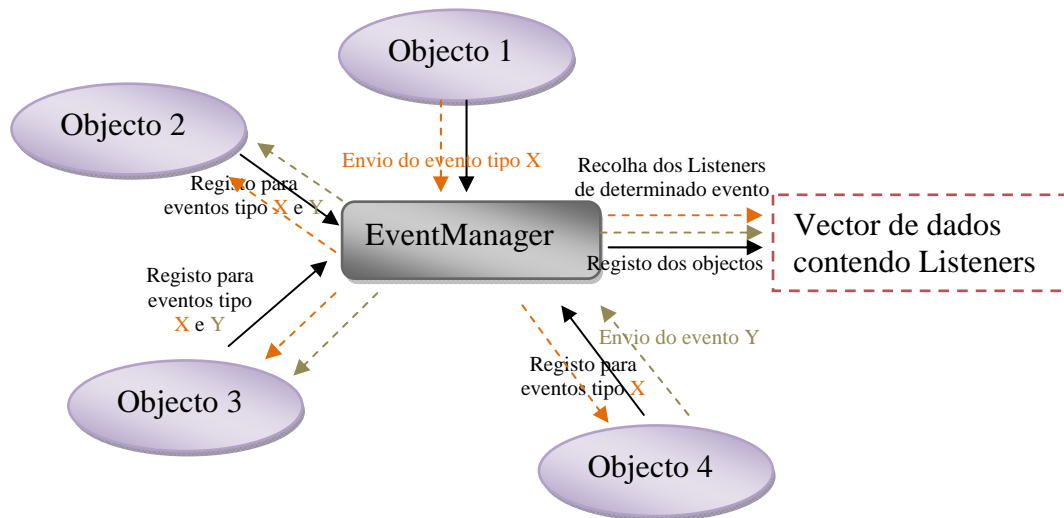 Objecto 1
Objecto 2
Envio do evento tipo X
Recolha dos Listeners
de determinado evento
Registo para
eventos tipo X e Y
EventManager
Vector de dados
contendo Listeners
Registo dos objectos
Registo para
eventos tipo
X e Y
Envio do evento Y
Registo para
eventos tipo X
Objecto 3
Objecto 4